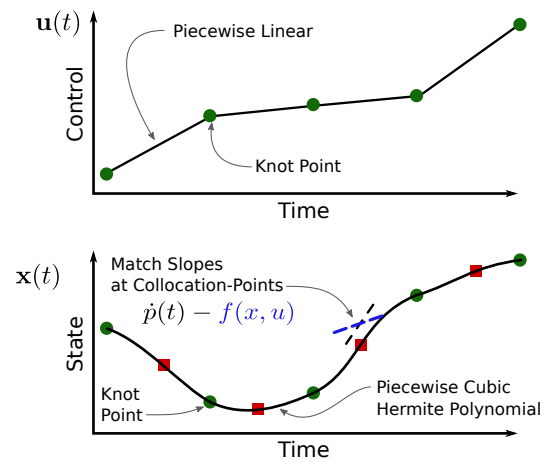 𝐮(t)
Piecewise Linear
Control
Knot Point
Time
𝐱(t)
Match Slopes
at Collocation-Points
ṗ(t) − f(x, u)
State
Knot
Point
Piecewise Cubic
Hermite Polynomial
Time